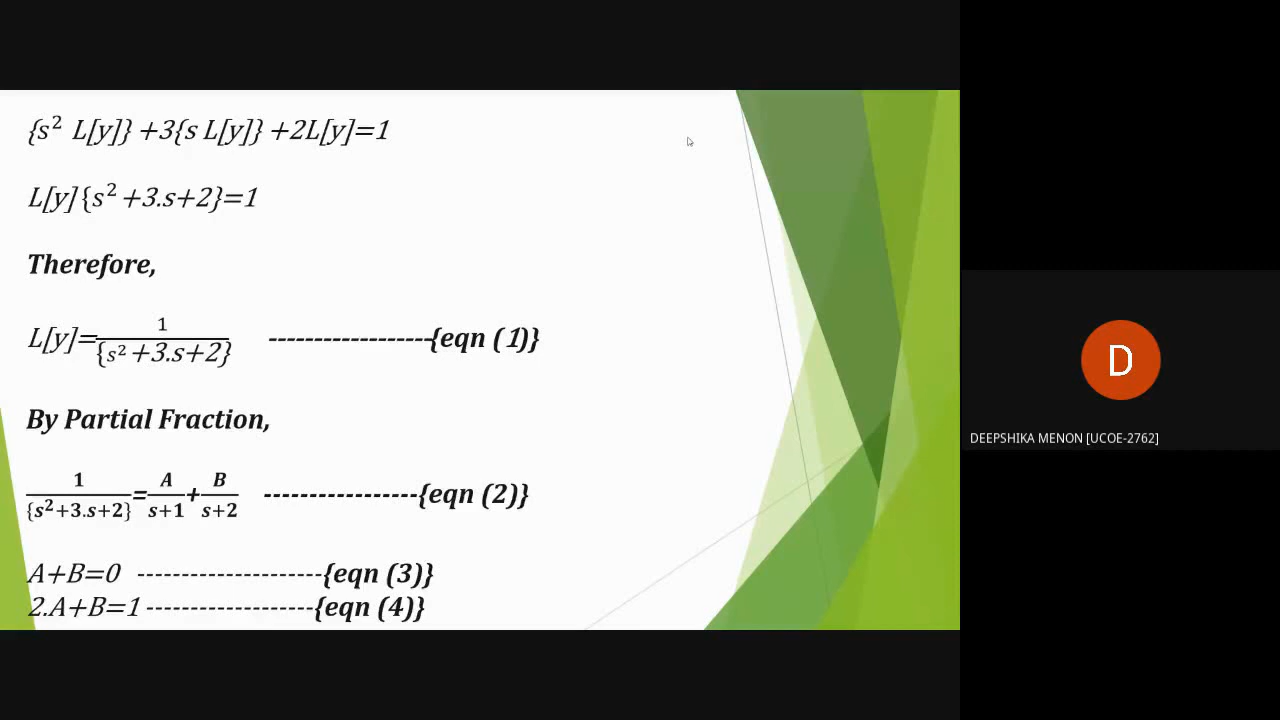 {s² L[y]} +3{s L[y]} +2L[y]=1
L[y]{s²+3.s+2}=1
Therefore,
L[y]=1/{s²+3.s+2} ------------------{eqn (1)}
By Partial Fraction,
1/{s²+3.s+2}=A/s+1+B/s+2 -----------------{eqn (2)}
A+B=0 ---------------------{eqn (3)}
2.A+B=1-------------------{eqn (4)}
D
DEEPSHIKA MENON [UCOE-2762]